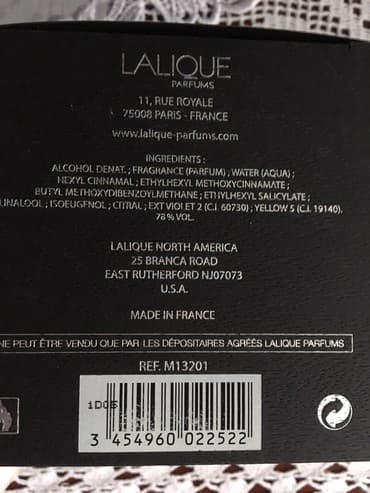 LALIQUE
PARFUMS
11, RUE ROYALE
75008 PARIS - FRANCE
www.lalique-parfums.com
INGREDIENTS :
ALCOHOL DENAT. ; FRAGRANCE (PARFUM) ; WATER (AQUA) ;
HEXYL CINNAMAL ; ETHYLHEXYL METHOXYCINNAMATE ;
BUTYL METHOXYDIBENZOYLMETHANE ; ETHYLHEXYL SALICYLATE ;
LINALOOL ; ISOEUGENOL ; CITRAL ; EXT VIOLET 2 (C.I. 60730) ; YELLOW 5 (C.I. 19140).
78 % VOL.
LALIQUE NORTH AMERICA
25 BRANCA ROAD
EAST RUTHERFORD NJ07073
U.S.A.
MADE IN FRANCE
NE PEUT ÊTRE VENDU QUE PAR LES DÉPOSITAIRES AGRÉÉS LALIQUE PARFUMS
REF. M13201
3 454960 022522